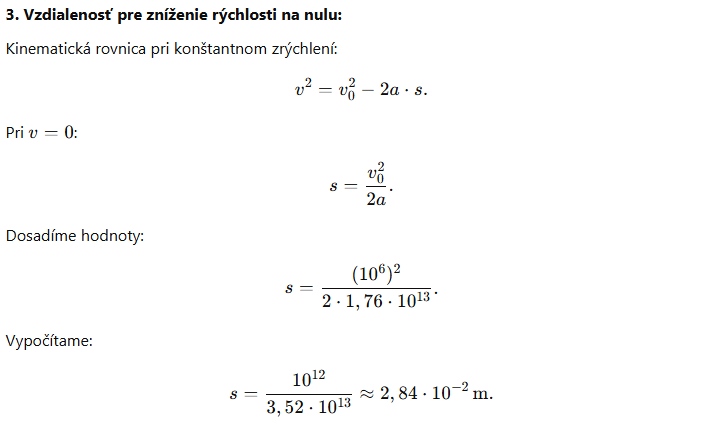 3. Vzdialenosť pre zníženie rýchlosti na nulu:
Kinematická rovnica pri konštantnom zrýchlení:
v² = v₀² − 2a · s.
Pri v = 0:
s = v₀² / 2a.
Dosadíme hodnoty:
s = (10⁶)² / 2 · 1,76 · 10¹³.
Vypočítame:
s = 10¹² / 3,52 · 10¹³ ≈ 2,84 · 10⁻² m.